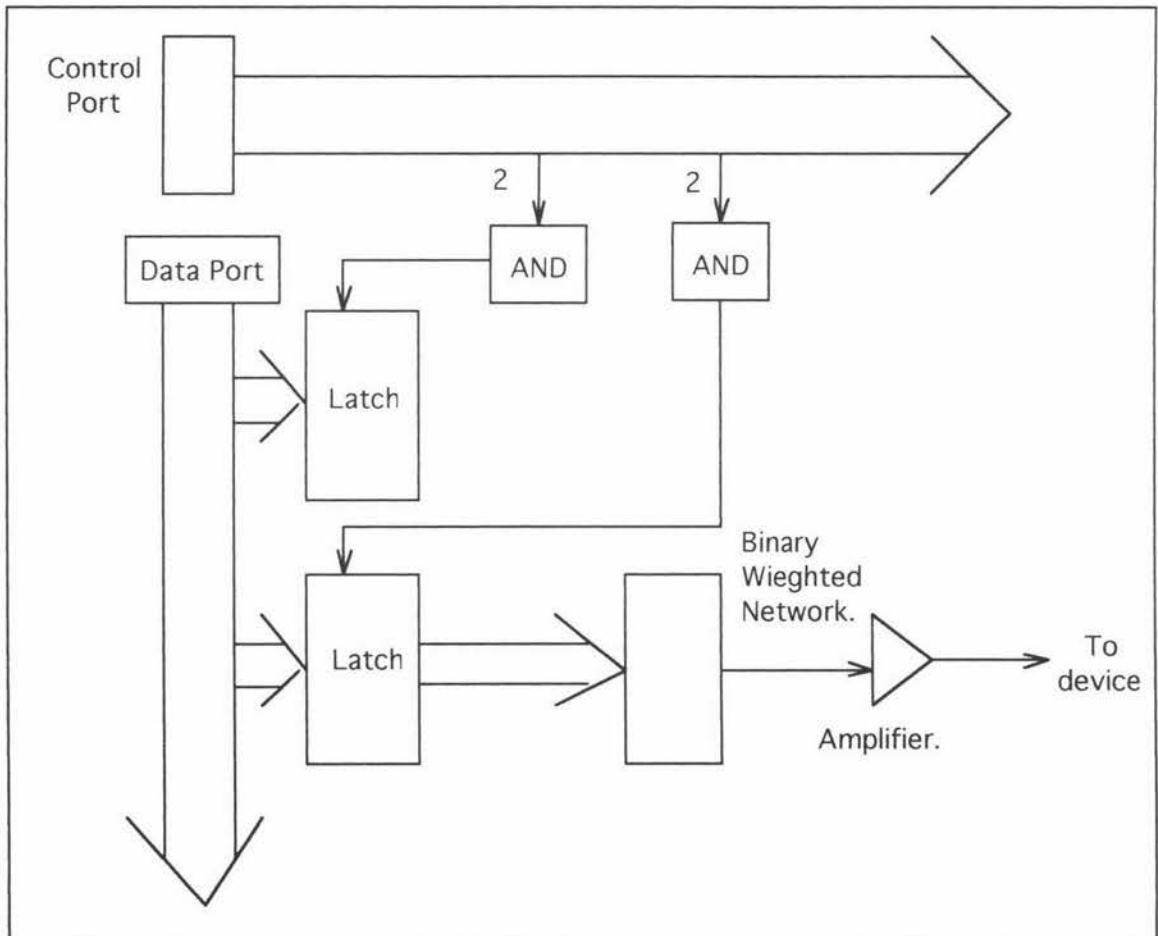 Control
Port
2
2
AND
AND
Data Port
Latch
Binary
Wieghted
Network.
Latch
To
device
Amplifier.